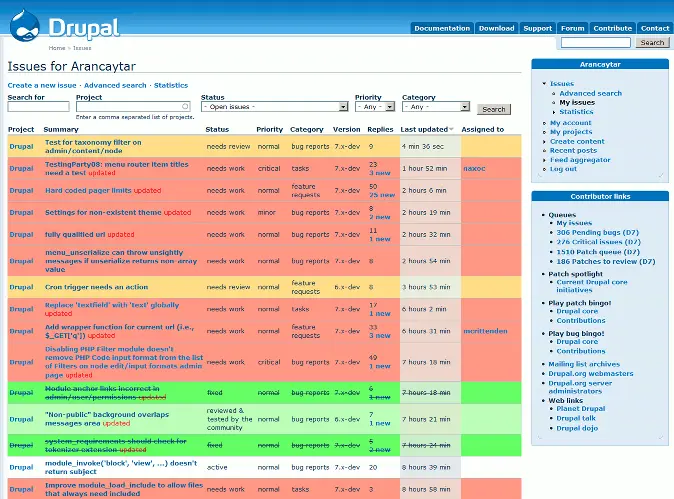 Drupal
Documentation Download Support Forum Contribute Contact
Home » Issues
Search
Issues for Arancaytar
Create a new issue · Advanced search · Statistics
Search for Project Status Priority Category
- Open issues - - Any - - Any - Search
Enter a comma separated list of projects.
Project Summary Status Priority Category Version Replies Last updated Assigned to
Drupal Test for taxonomy filter on admin/content/node needs review normal bug reports 7.x-dev 9 4 min 36 sec
Drupal TestingParty08: menu router item titles need a test updated needs work critical tasks 7.x-dev 23 3 new 1 hour 52 min naxoc
Drupal Hard coded pager limits updated needs work normal feature requests 7.x-dev 50 25 new 2 hours 6 min
Drupal Settings for non-existent theme updated needs work minor bug reports 7.x-dev 8 2 new 2 hours 19 min
Drupal fully qualified url updated needs work normal bug reports 7.x-dev 11 1 new 2 hours 32 min
Drupal menu_unserialize can throw unsightly messages if unserialize returns non-array value needs work normal bug reports 7.x-dev 8 2 hours 54 min
Drupal Cron trigger needs an action needs review normal feature requests 6.x-dev 8 3 hours 53 min
Drupal Replace 'textfield' with 'text' globally updated needs work normal tasks 7.x-dev 17 1 new 6 hours 2 min
Drupal Add wrapper function for current url (i.e., $_GET['q']) updated needs work normal feature requests 7.x-dev 33 3 new 6 hours 31 min mcrittenden
Drupal Disabling PHP Filter module doesn't remove PHP Code input format from the list of Filters on node edit/input formats admin page updated needs work critical bug reports 7.x-dev 49 1 new 7 hours 18 min
Drupal Module anchor links incorrect in admin/user/permissions updated fixed normal bug reports 7.x-dev 6 1 new 7 hours 18 min
Drupal "Non-public" background overlaps messages area updated reviewed & tested by the community normal bug reports 6.x-dev 7 1 new 7 hours 21 min
Drupal system_requirements should check for tokenizer extension updated fixed normal bug reports 7.x-dev 5 2 new 7 hours 24 min
Drupal module_invoke('block', 'view', ...) doesn't return subject active normal bug reports 7.x-dev 20 8 hours 39 min
Drupal Improve module_load_include to allow files that always need included needs work normal tasks 7.x-dev 3 8 hours 58 min
Arancaytar
Issues
Advanced search
My issues
Statistics
My account
My projects
Create content
Recent posts
Feed aggregator
Log out
Contributor links
Queues
My issues
306 Pending bugs (D7)
276 Critical issues (D7)
1510 Patch queue (D7)
186 Patches to review (D7)
Patch spotlight
Current Drupal core
initiatives
Play patch bingo!
Drupal core
Contributions
Play bug bingo!
Drupal core
Contributions
Mailing list archives
Drupal.org webmasters
Drupal.org server
administrators
Web links
Planet Drupal
Drupal talk
Drupal dojo